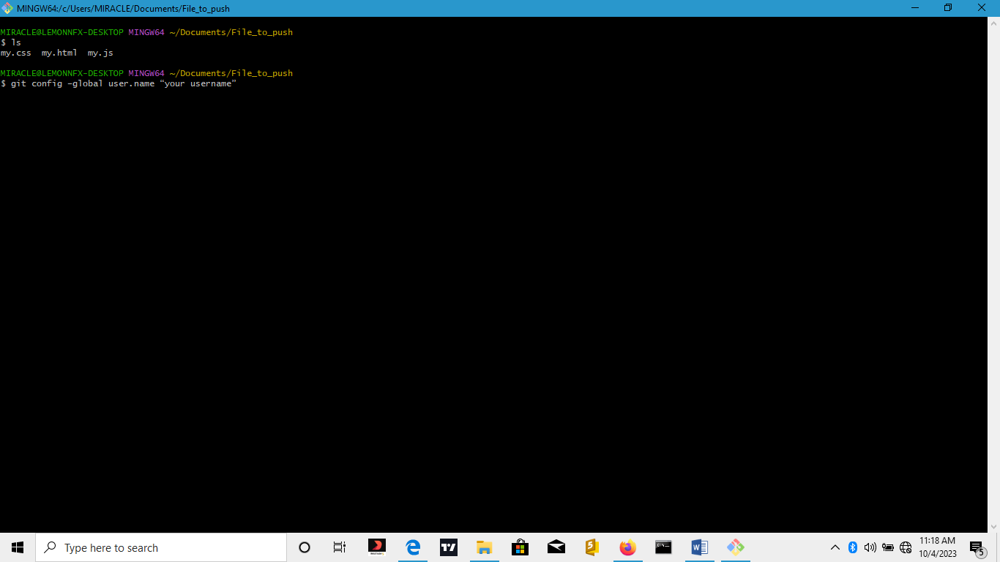 MINGW64:/c/Users/MIRACLE/Documents/File_to_push
MIRACLE@LEMONNFX-DESKTOP MINGW64 ~/Documents/File_to_push
$ ls
my.css  my.html  my.js
MIRACLE@LEMONNFX-DESKTOP MINGW64 ~/Documents/File_to_push
$ git config –global user.name “your username”
Type here to search
11:18 AM
10/4/2023
5